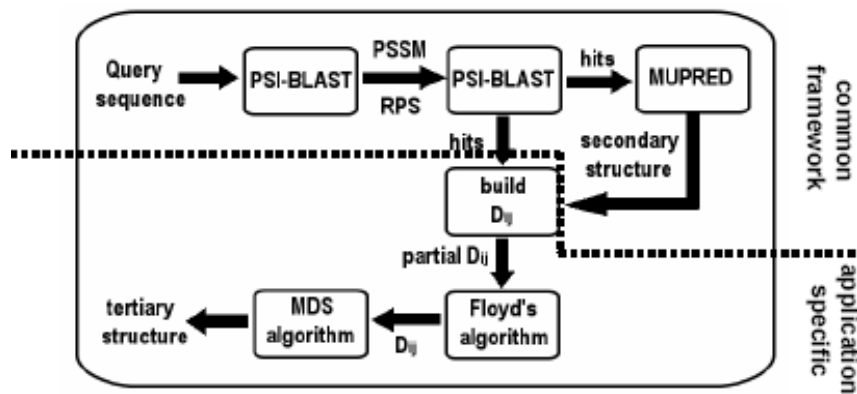 Query
sequence
PSI-BLAST
PSSM
RPS
PSI-BLAST
hits
MUPRED
common
framework
hits
secondary
structure
build
Dij
partial Dij
tertiary
structure
MDS
algorithm
Dij
Floyd's
algorithm
application
specific